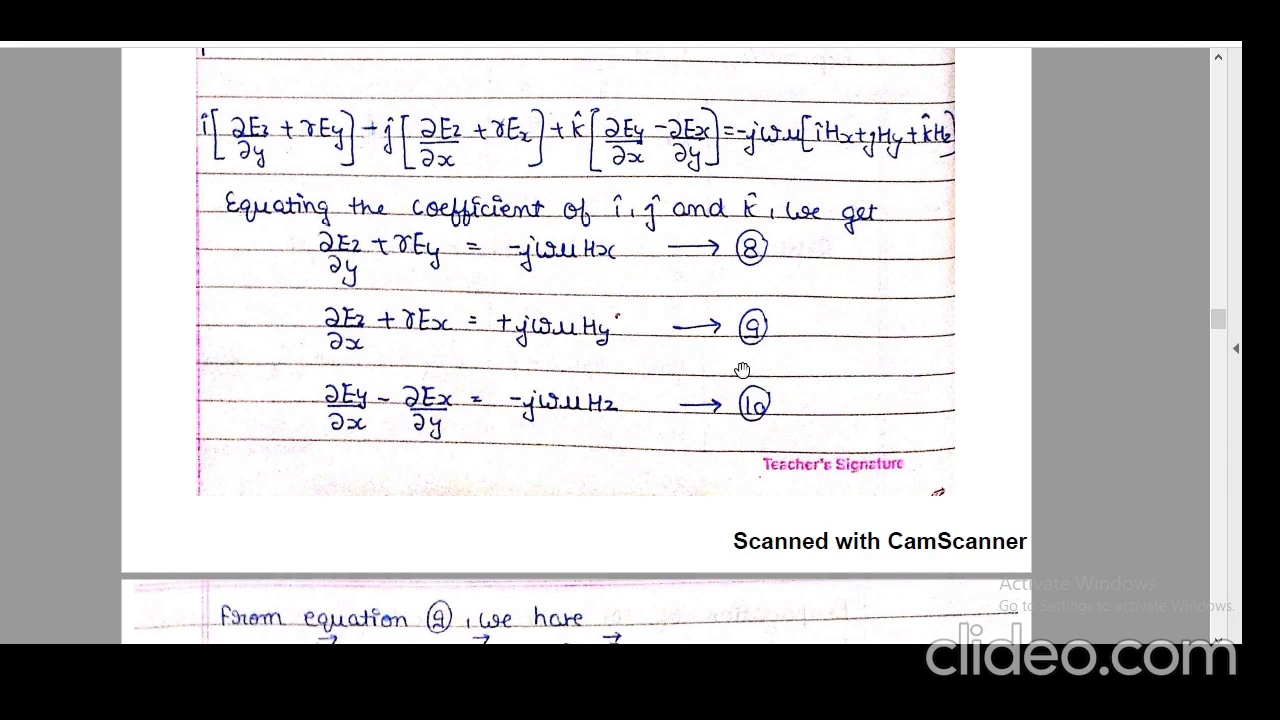 î[∂Ez/∂y + γEy] - ĵ[∂Ez/∂x + γEx] + k̂[∂Ey/∂x - ∂Ex/∂y] = -jωμ[îHx + jHy + k̂Hz]
Equating the coefficient of î, ĵ and k̂, we get
∂Ez/∂y + γEy = -jωμHx → ⑧
∂Ez/∂x + γEx = +jωμHy → ⑨
∂Ey/∂x - ∂Ex/∂y = -jωμHz → ⑩
Teacher's Signature
Scanned with CamScanner
Activate Windows
Go to Settings to activate Windows.
From equation ②, we have
clideo.com